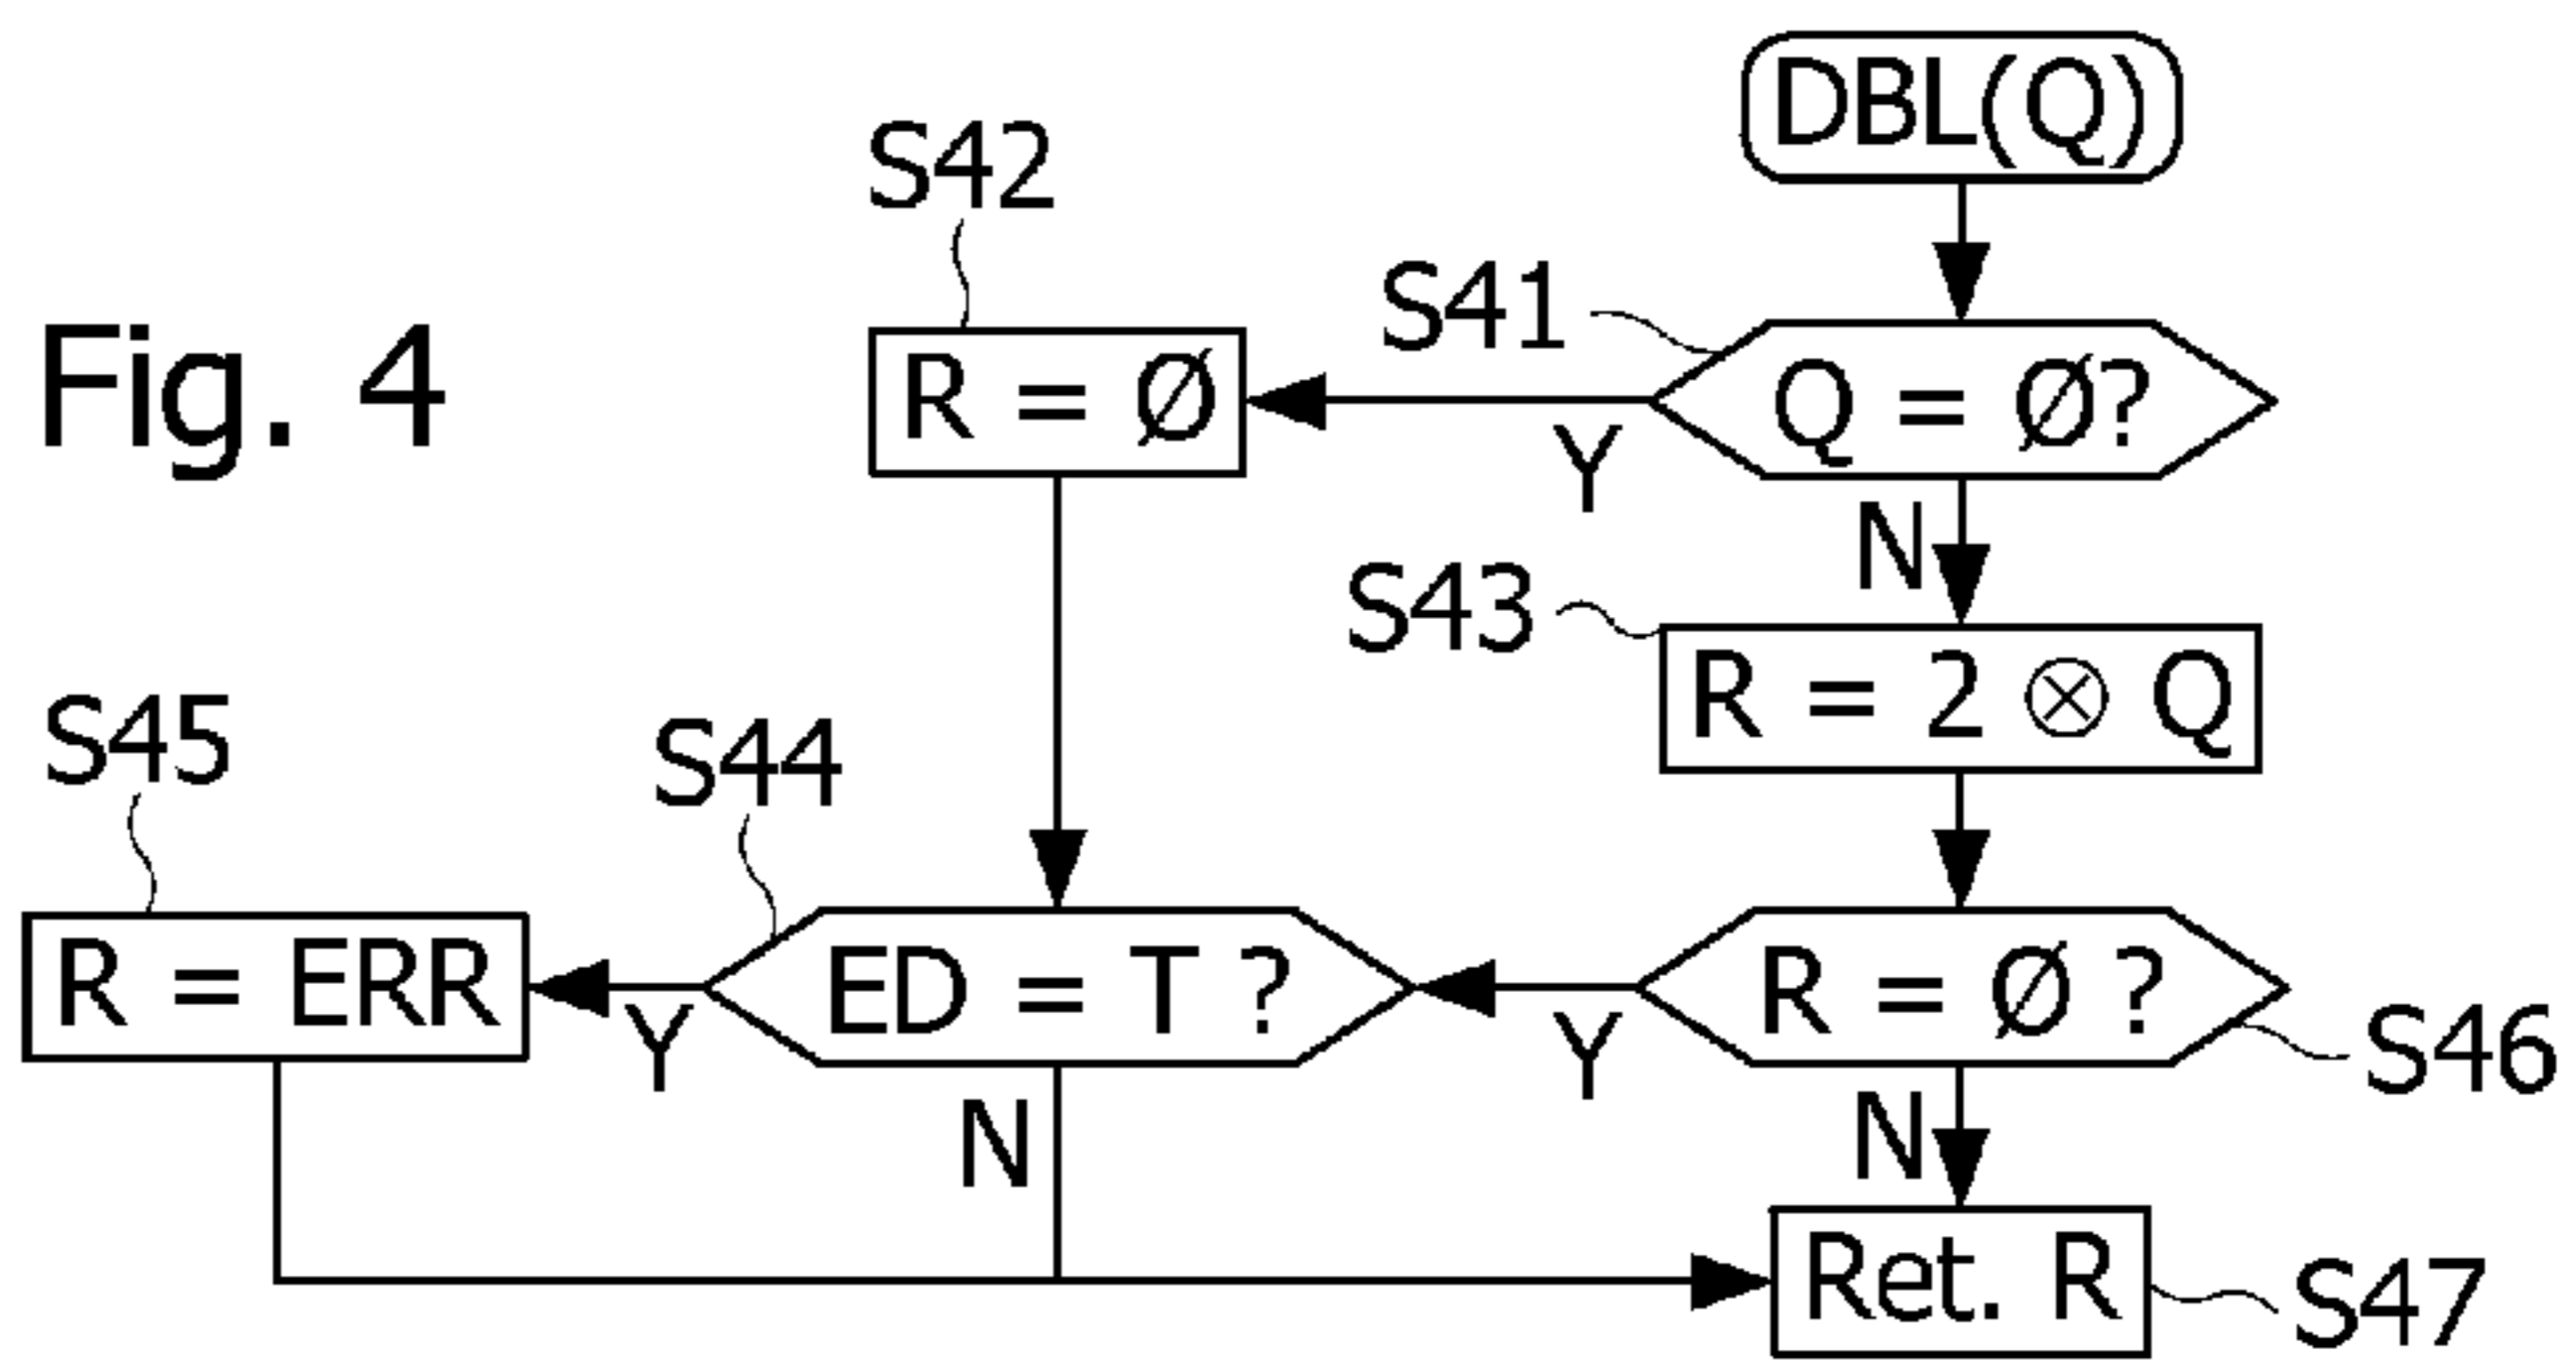 DBL(Q)
S42
S41
Fig. 4
R = Ø
Q = Ø?
Y
N
S43
R = 2 ⊗ Q
S45
S44
R = ERR
ED = T ?
R = Ø ?
Y
Y
S46
N
N
Ret. R
S47